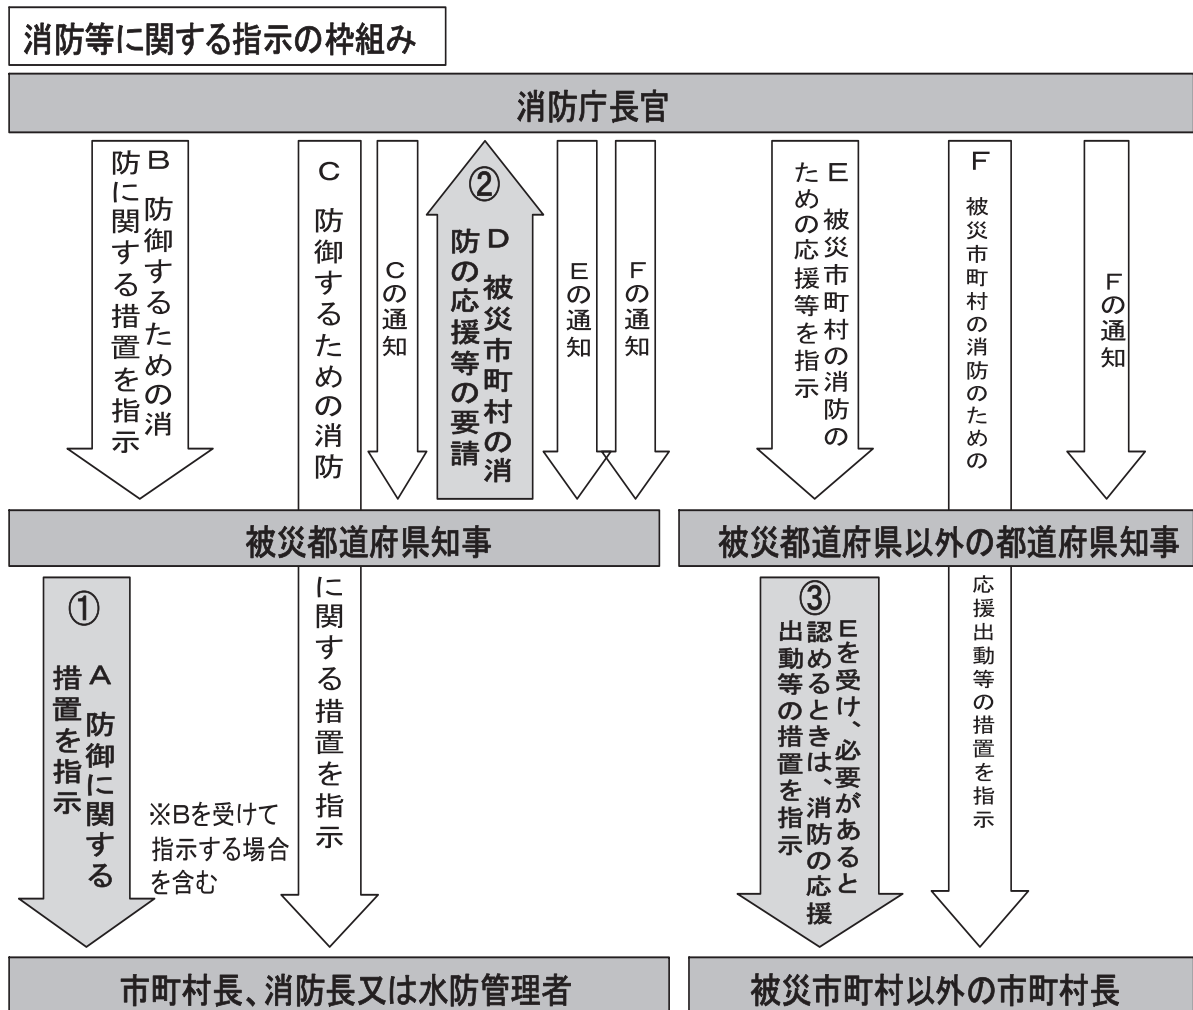 消防等に関する指示の枠組み
消防庁長官
B 防御するための消
防に関する措置を指示
C 防御するための消防
に関する措置を指示
Cの通知
②
D 被災市町村の消
防の応援等の要請
Eの通知
Fの通知
E 被災市町村の消防の
ための応援等を指示
F 被災市町村の消防のための
応援出動等の措置を指示
Fの通知
被災都道府県知事
被災都道府県以外の都道府県知事
①
A 防御に関する
措置を指示
※Bを受けて
指示する場合
を含む
③
Eを受け、必要があると
認めるときは、消防の応援
出動等の措置を指示
市町村長、消防長又は水防管理者
被災市町村以外の市町村長